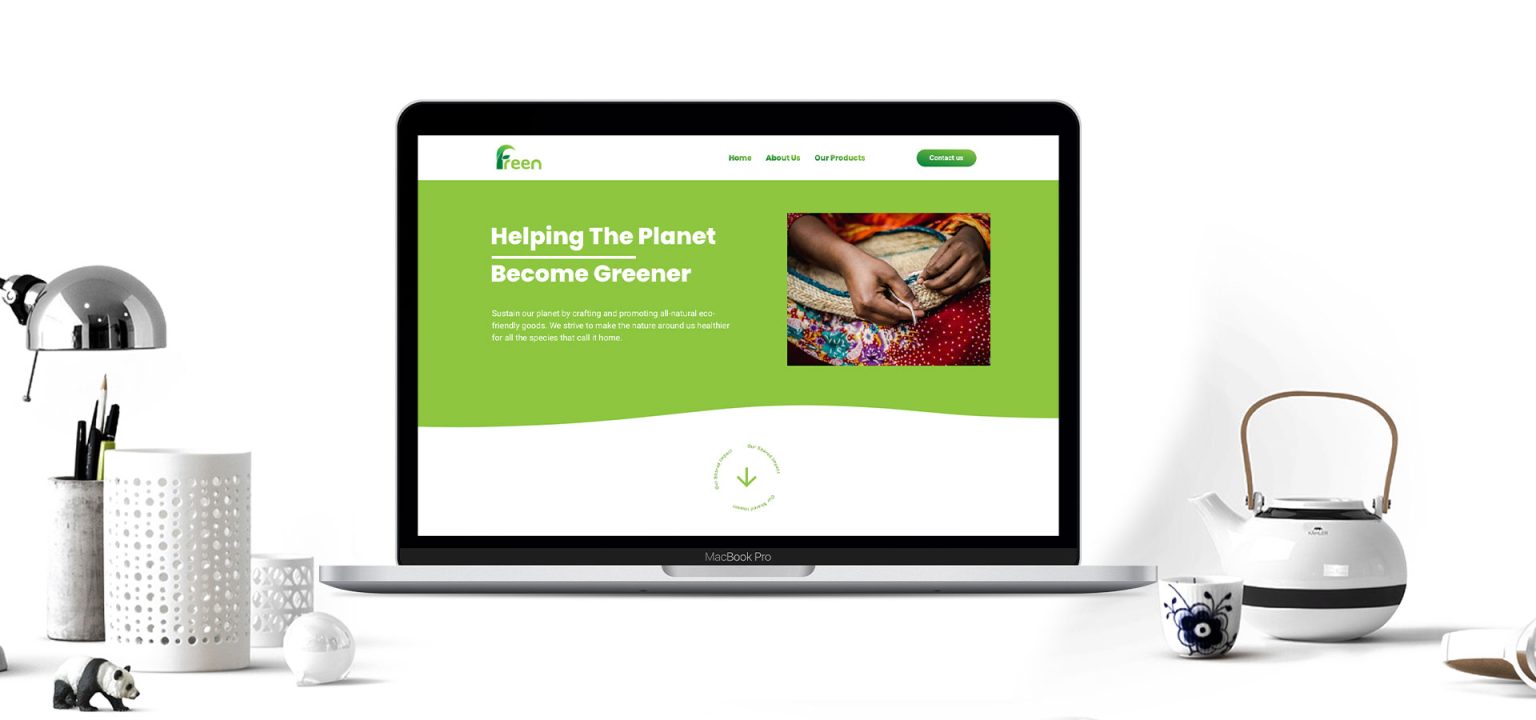 Freen
Home About Us Our Products Contact us
Helping The Planet
Become Greener
Sustain our planet by crafting and promoting all-natural eco-
friendly goods. We strive to make the nature around us healthier
for all the species that call it home.
Our Shared Impact
Our Shared Impact
Our Shared Impact
MacBook Pro
KÄHLER